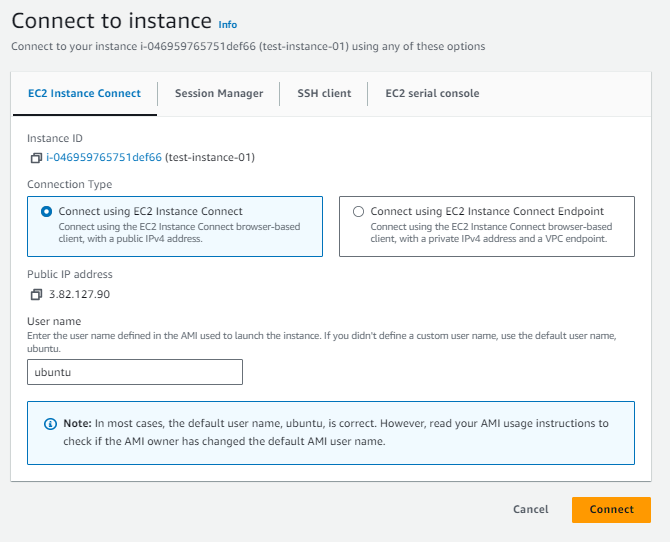 Connect to instance Info
Connect to your instance i-046959765751def66 (test-instance-01) using any of these options
EC2 Instance Connect
Session Manager
SSH client
EC2 serial console
Instance ID
i-046959765751def66 (test-instance-01)
Connection Type
Connect using EC2 Instance Connect
Connect using the EC2 Instance Connect browser-based
client, with a public IPv4 address.
Connect using EC2 Instance Connect Endpoint
Connect using the EC2 Instance Connect browser-based
client, with a private IPv4 address and a VPC endpoint.
Public IP address
3.82.127.90
User name
Enter the user name defined in the AMI used to launch the instance. If you didn't define a custom user name, use the default user name,
ubuntu.
ubuntu
Note: In most cases, the default user name, ubuntu, is correct. However, read your AMI usage instructions to
check if the AMI owner has changed the default AMI user name.
Cancel
Connect